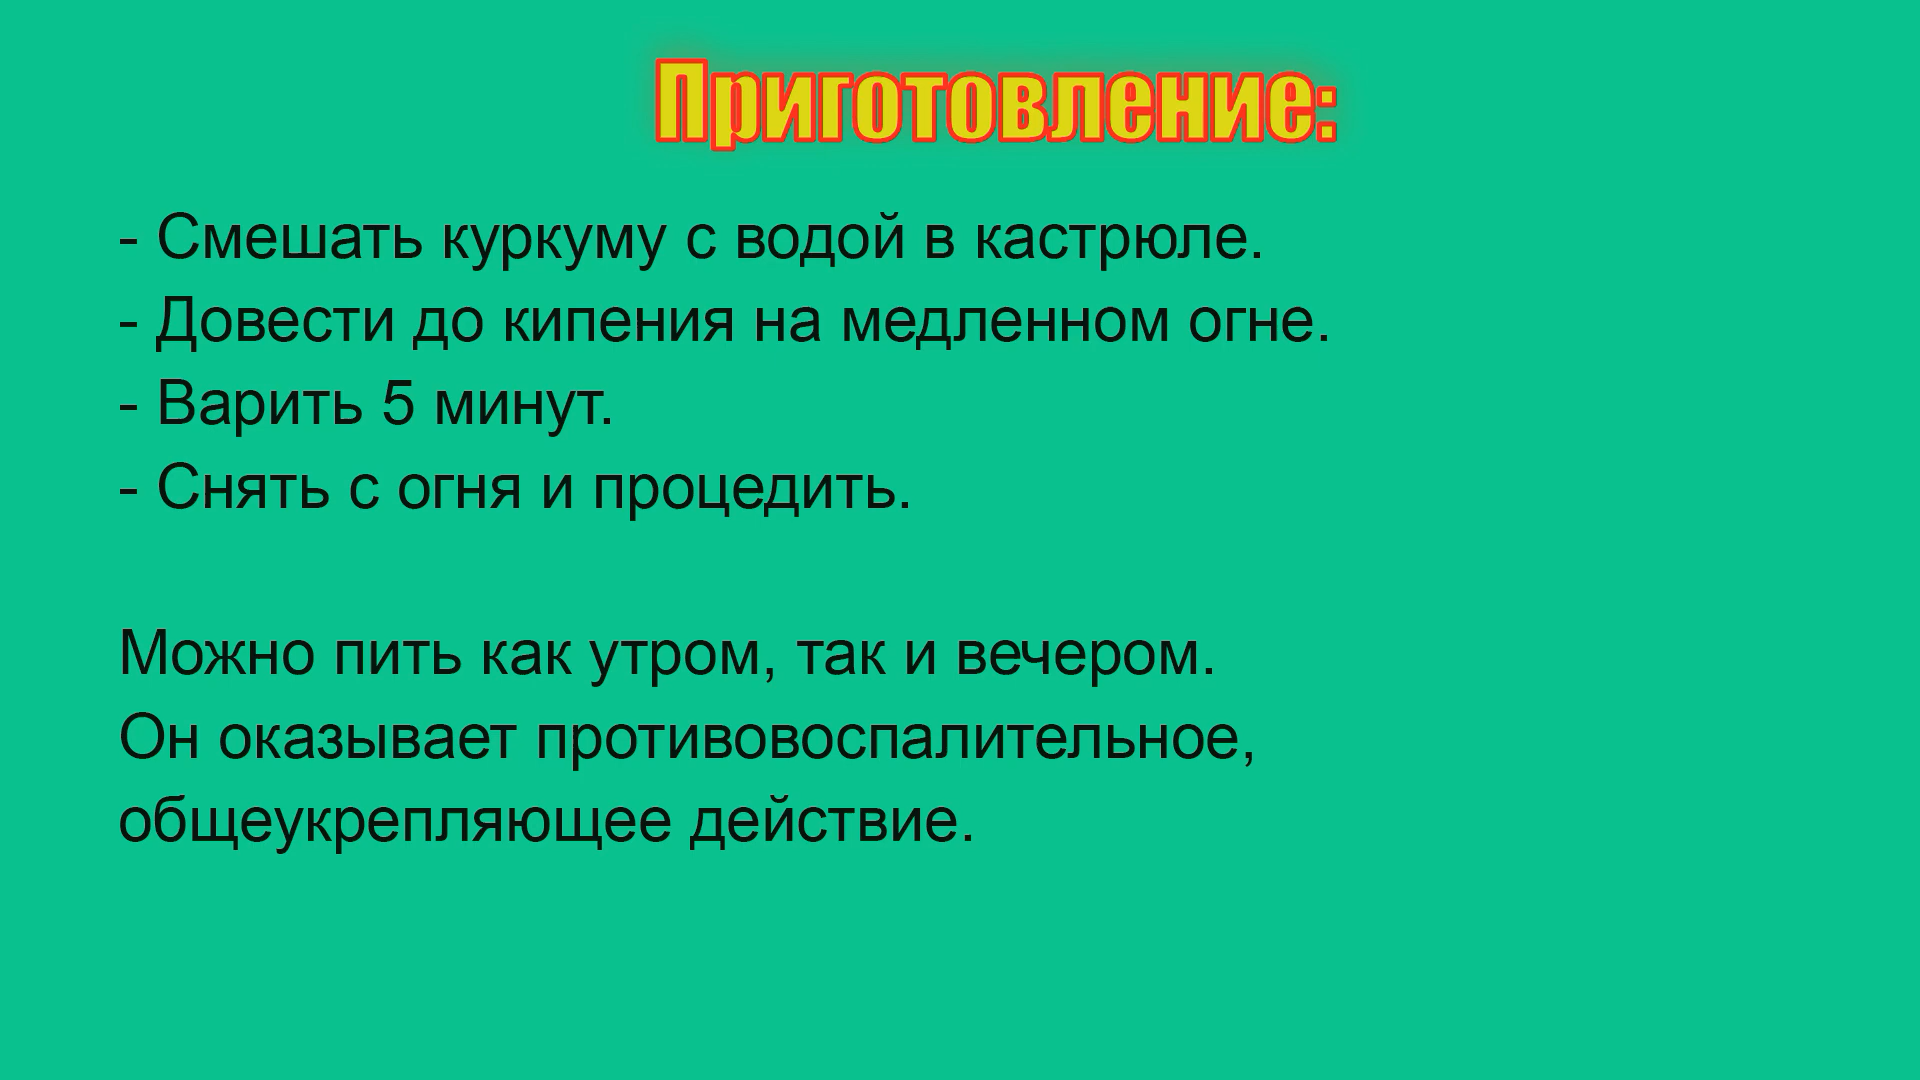 Приготовление:
- Смешать куркуму с водой в кастрюле.
- Довести до кипения на медленном огне.
- Варить 5 минут.
- Снять с огня и процедить.
Можно пить как утром, так и вечером.
Он оказывает противовоспалительное,
общеукрепляющее действие.